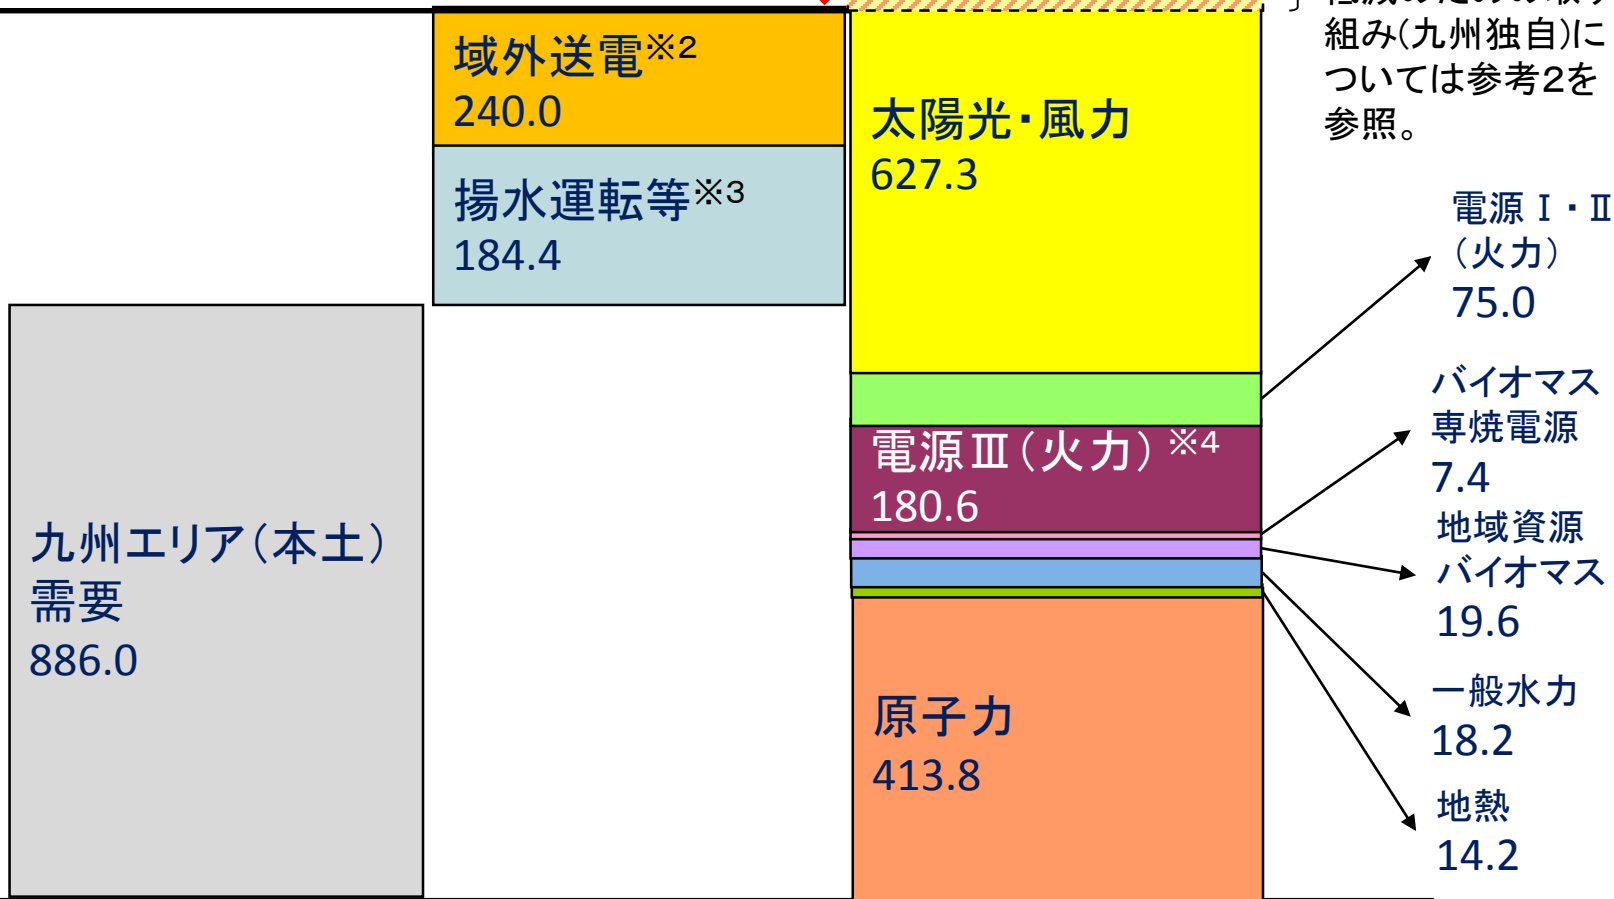 域外送電※2
240.0
揚水運転等※3
184.4
九州エリア(本土)
需要
886.0
太陽光・風力
627.3
電源Ⅲ(火力)※4
180.6
原子力
413.8
組み(九州独自)に
ついては参考2を
参照。
電源Ⅰ・Ⅱ
(火力)
75.0
バイオマス
専焼電源
7.4
地域資源
バイオマス
19.6
一般水力
18.2
地熱
14.2